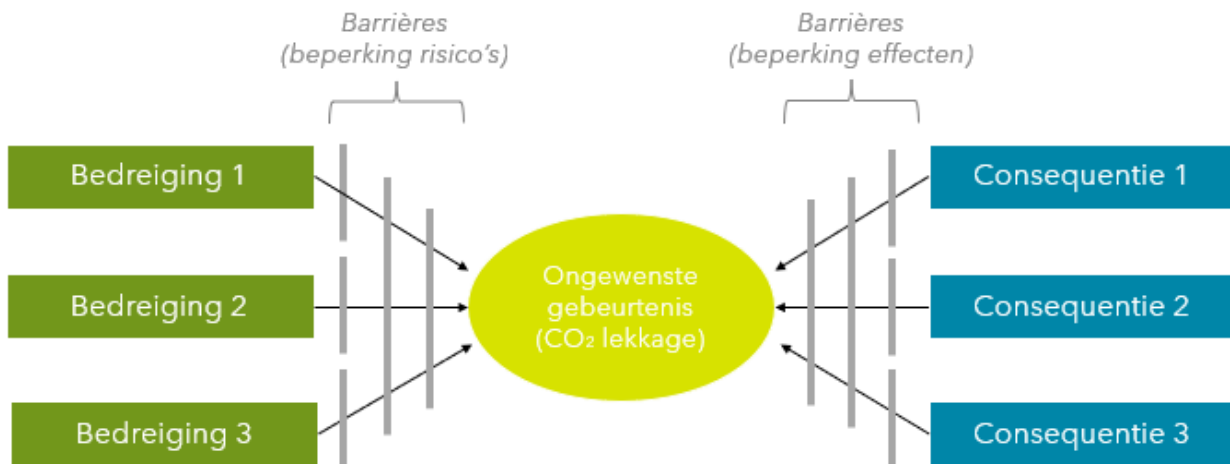 Barrières
(beperking risico's)
Barrières
(beperking effecten)
Bedreiging 1
Bedreiging 2
Bedreiging 3
Ongewenste
gebeurtenis
(CO₂ lekkage)
Consequentie 1
Consequentie 2
Consequentie 3